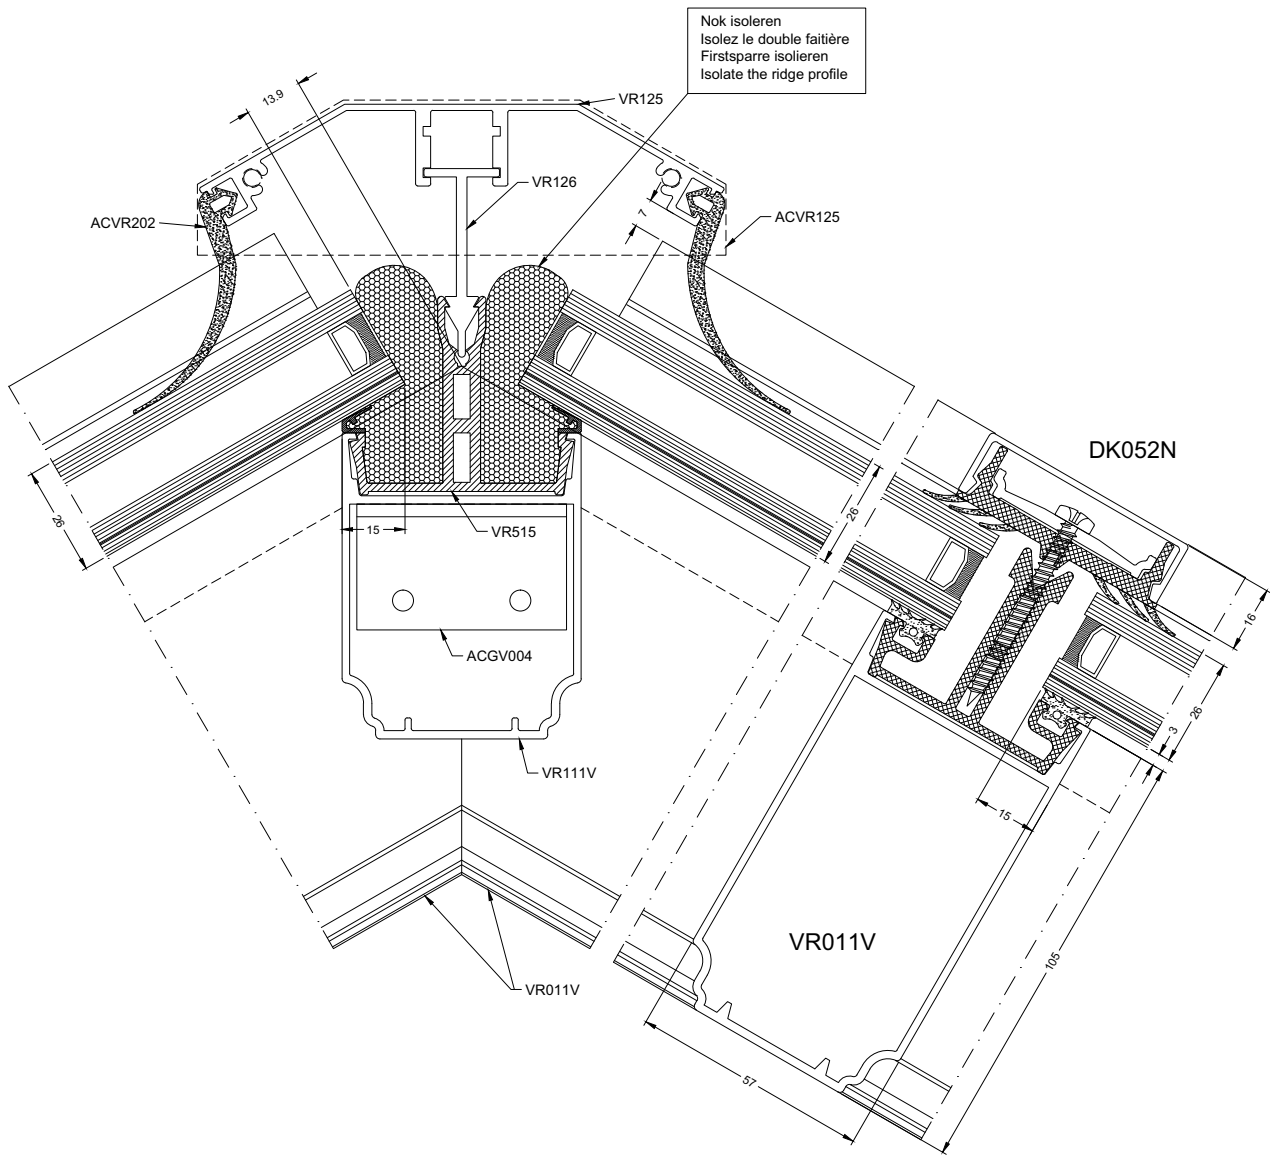 Nok isoleren
Isolez le double faitière
Firstsparre isolieren
Isolate the ridge profile
13.9
VR125
VR126
ACVR202
7
ACVR125
DK052N
26
15
VR515
26
16
ACGV004
26
3
VR111V
15
VR011V
105
VR011V
57